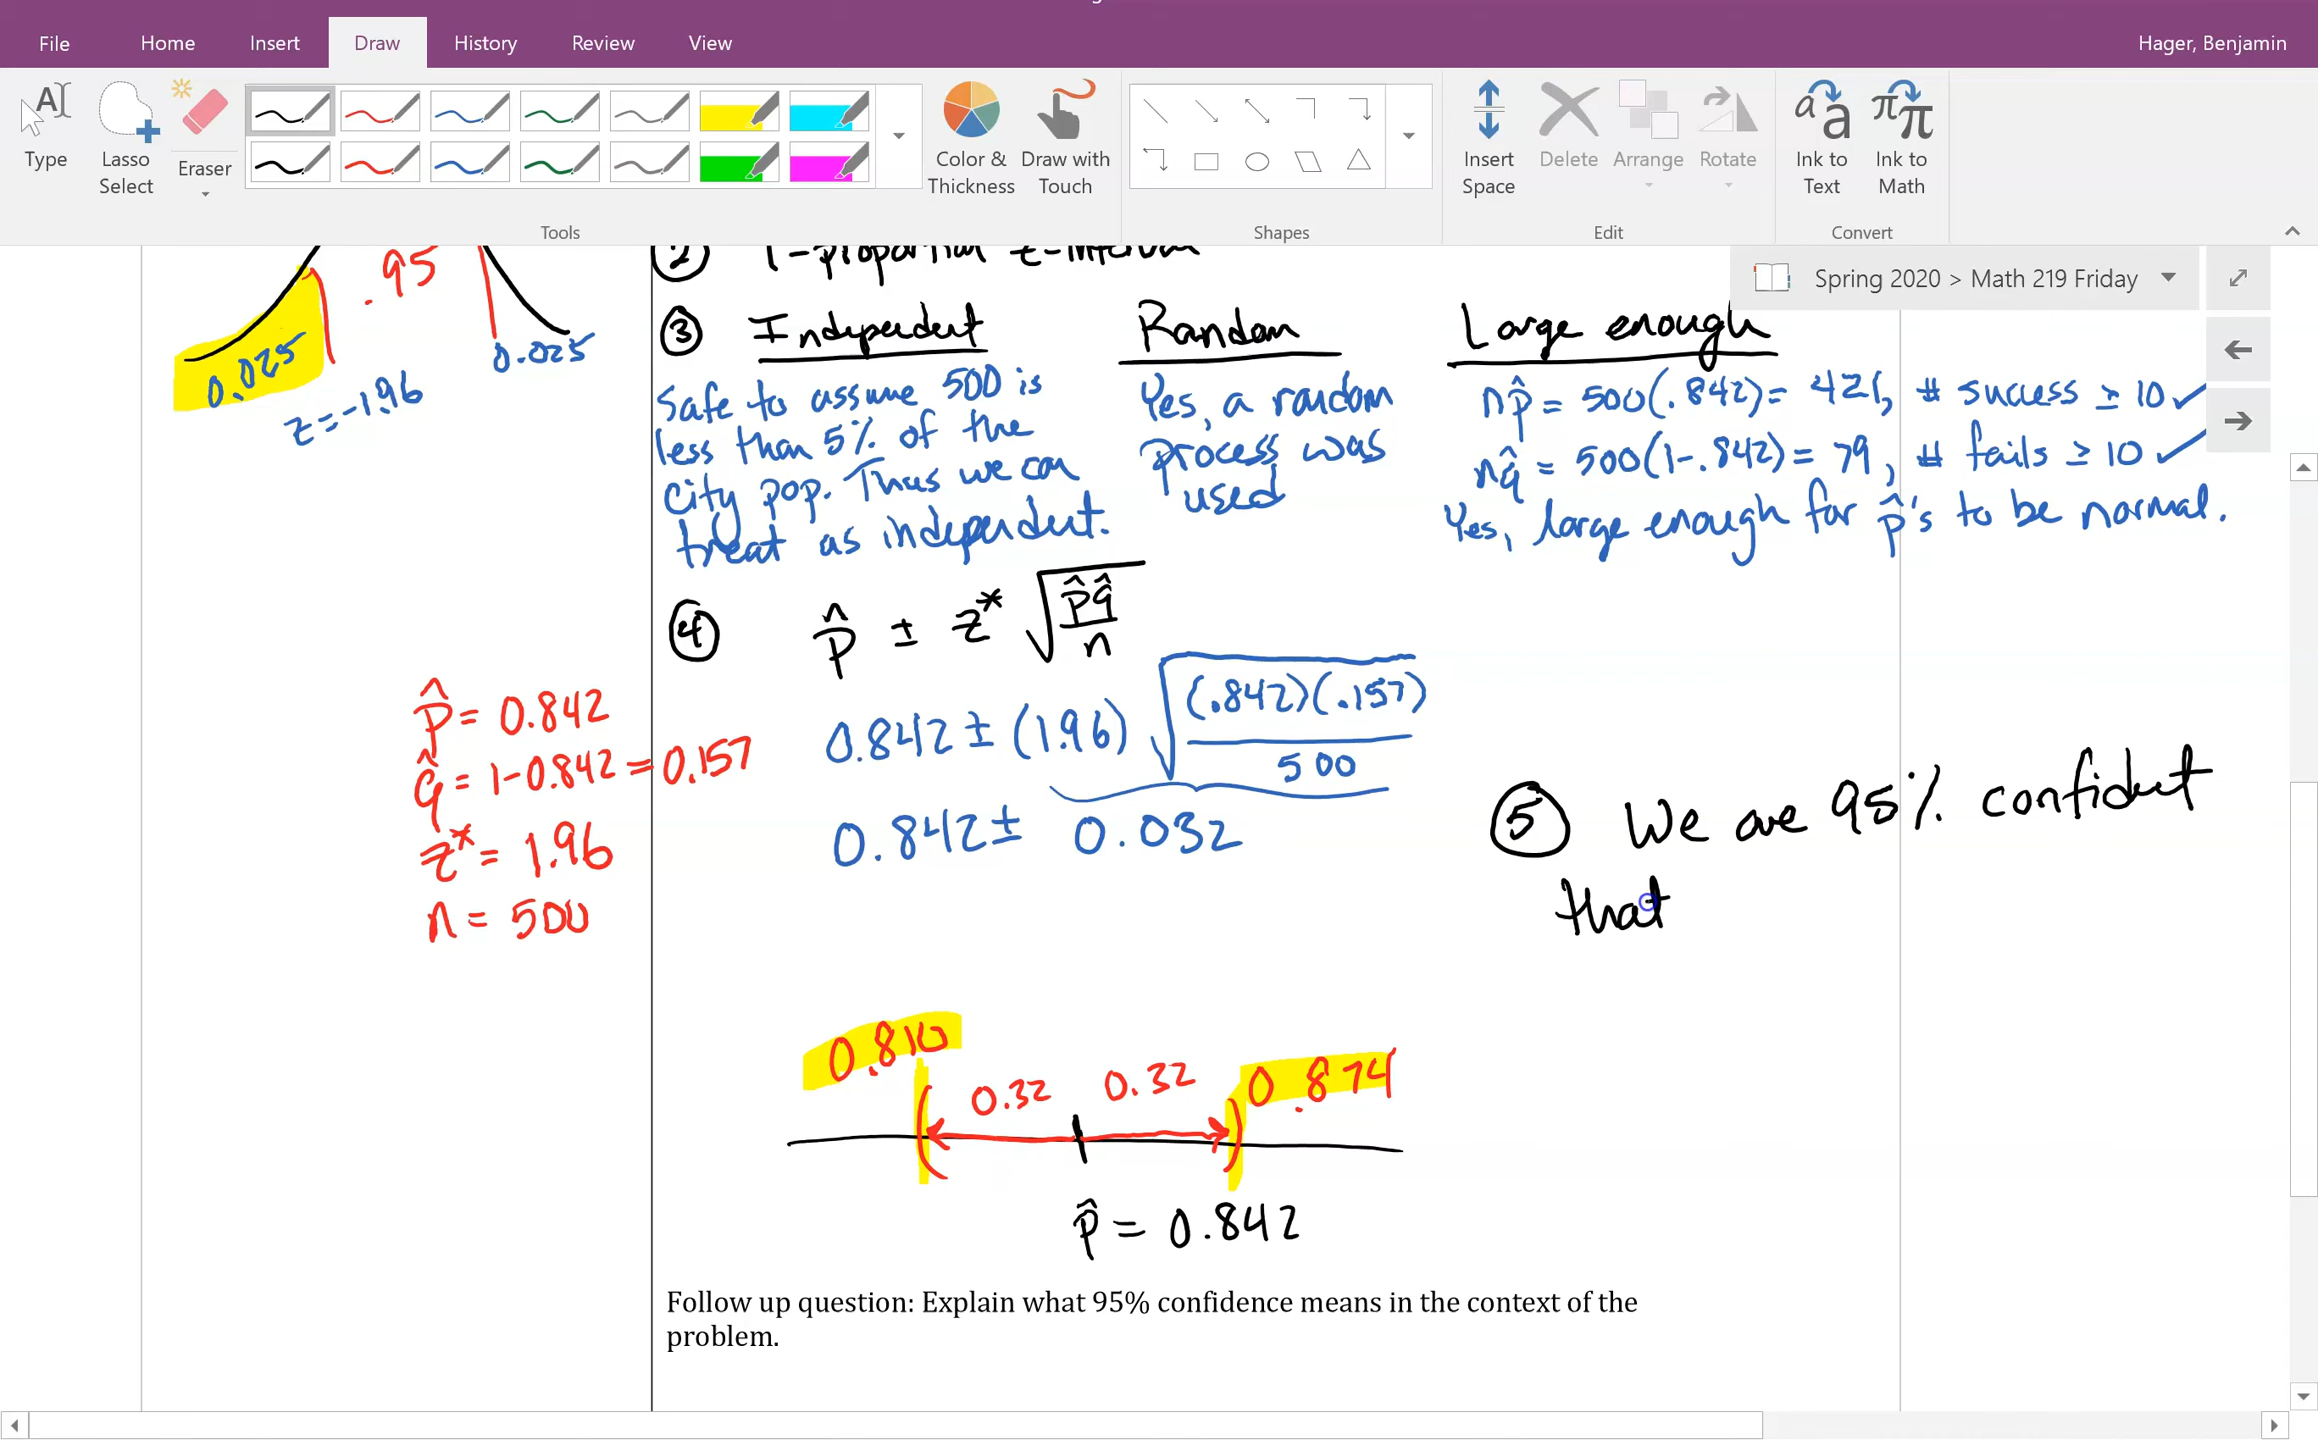 File Home Insert Draw History Review View Hager, Benjamin
Type
Lasso Select
Eraser
Color & Thickness
Draw with Touch
Insert Space
Delete
Arrange
Rotate
Ink to Text
Ink to Math
Tools Shapes Edit Convert
Spring 2020 > Math 219 Friday
.95
0.025
0.025
z = -1.96
② 1-proportion z-interval
③ Independent
Safe to assume 500 is
less than 5% of the
City pop. Thus we can
treat as independent.
Random
Yes, a random
process was
used
Large enough
np̂ = 500(.842) = 421, # success ≥ 10 ✓
nq̂ = 500(1-.842) = 79, # fails ≥ 10 ✓
Yes, large enough for p̂'s to be normal.
④ p̂ ± z* √(p̂q̂/n)
p̂ = 0.842
q̂ = 1-0.842 = 0.157
z* = 1.96
n = 500
0.842 ± (1.96) √((.842)(.157)/500)
0.842 ± 0.032
⑤ We are 95% confident
that
0.810 0.32 0.32 0.874
p̂ = 0.842
Follow up question: Explain what 95% confidence means in the context of the
problem.